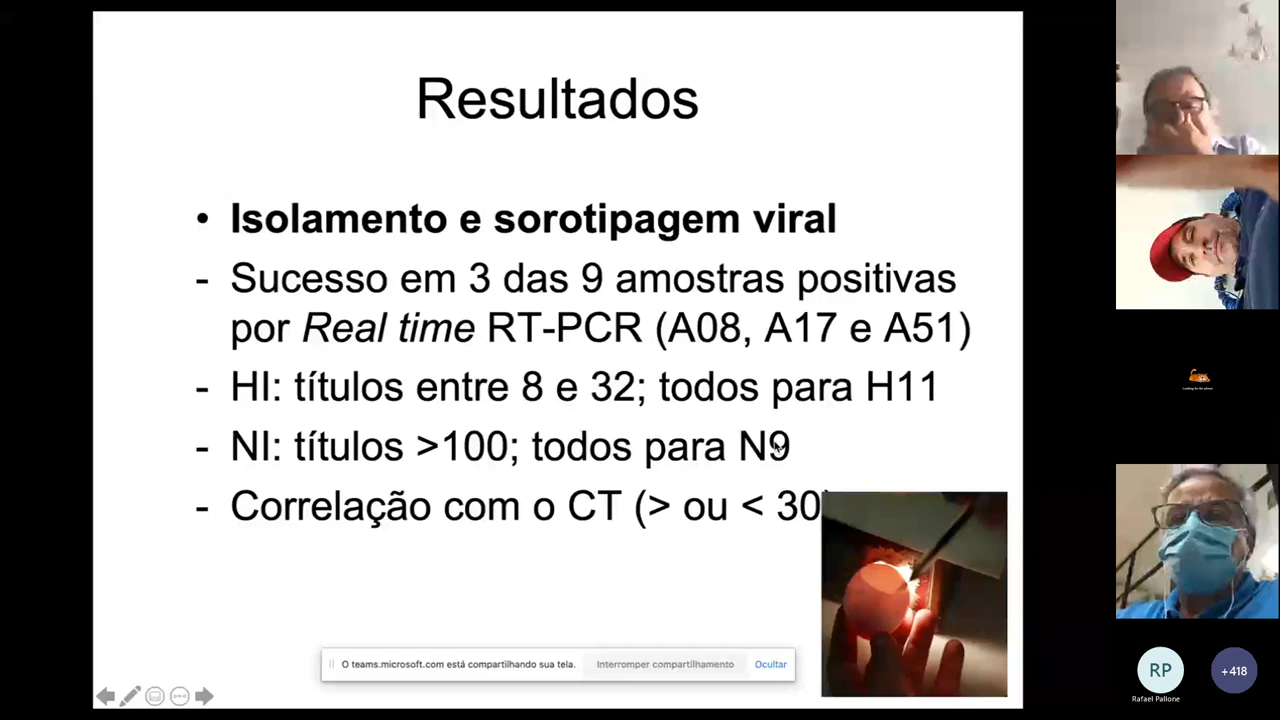 Resultados
• Isolamento e sorotipagem viral
- Sucesso em 3 das 9 amostras positivas
por Real time RT-PCR (A08, A17 e A51)
- HI: títulos entre 8 e 32; todos para H11
- NI: títulos >100; todos para N9
- Correlação com o CT (> ou < 30)
O teams.microsoft.com está compartilhando sua tela.
Interromper compartilhamento
Ocultar
RP
+418
Rafael Pallone